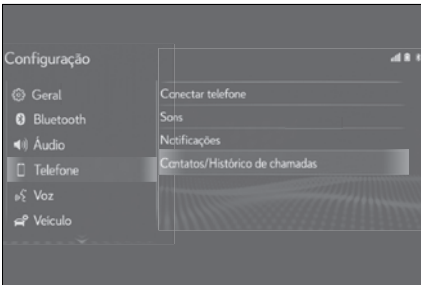 Configuração
Geral
Bluetooth
Áudio
Telefone
Voz
Veículo
Conectar telefone
Sons
Notificações
Contatos/Histórico de chamadas